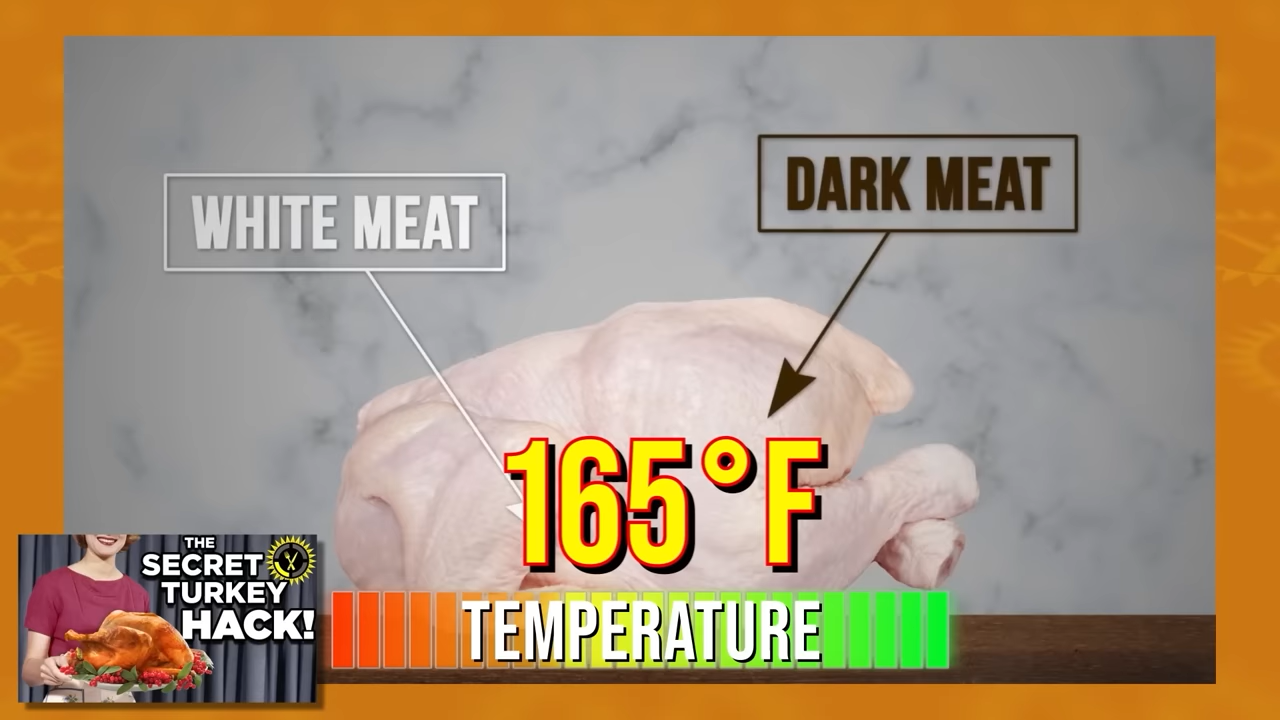 DARK MEAT
WHITE MEAT
165°F
TEMPERATURE
THE
SECRET
TURKEY
HACK!